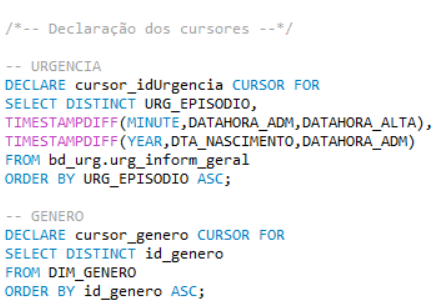 /*-- Declaração dos cursores --*/
-- URGENCIA
DECLARE cursor_idUrgencia CURSOR FOR
SELECT DISTINCT URG_EPISODIO,
TIMESTAMPDIFF(MINUTE,DATAHORA_ADM,DATAHORA_ALTA),
TIMESTAMPDIFF(YEAR,DTA_NASCIMENTO,DATAHORA_ADM)
FROM bd_urg.urg_inform_geral
ORDER BY URG_EPISODIO ASC;
-- GENERO
DECLARE cursor_genero CURSOR FOR
SELECT DISTINCT id_genero
FROM DIM_GENERO
ORDER BY id_genero ASC;